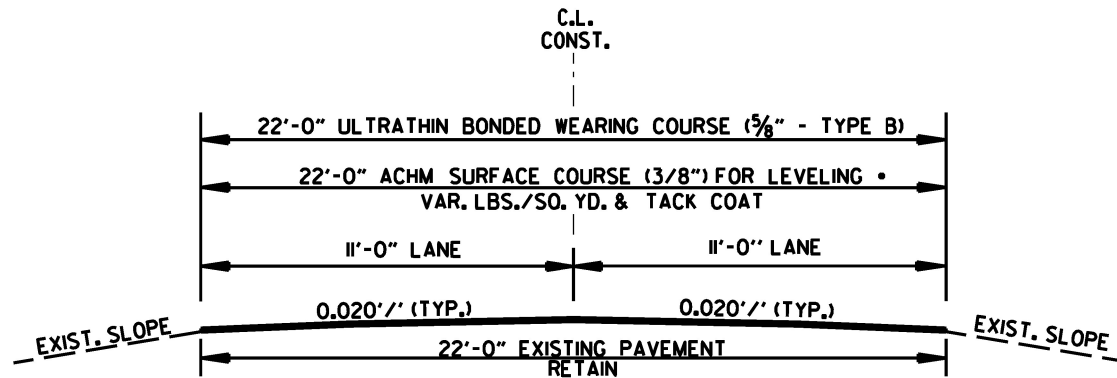 C.L.
CONST.
22'-0" ULTRATHIN BONDED WEARING COURSE (5/8" - TYPE B)
22'-0" ACHM SURFACE COURSE (3/8") FOR LEVELING •
VAR. LBS./SQ. YD. & TACK COAT
11'-0" LANE
11'-0'' LANE
0.020'/' (TYP.)
0.020'/' (TYP.)
EXIST. SLOPE
EXIST. SLOPE
22'-0" EXISTING PAVEMENT
RETAIN